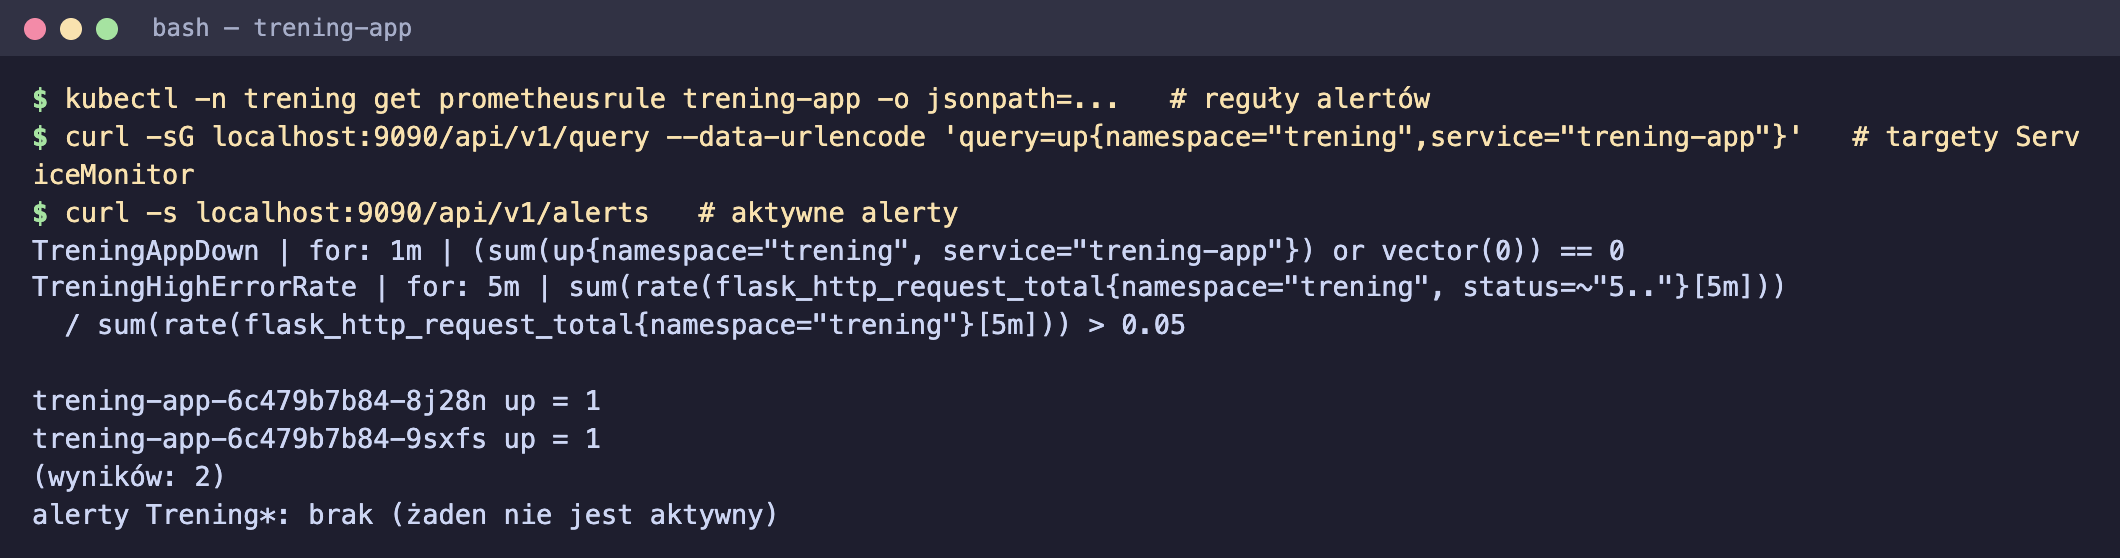 bash — trening-app
$ kubectl -n trening get prometheusrule trening-app -o jsonpath=...   # reguły alertów
$ curl -sG localhost:9090/api/v1/query --data-urlencode 'query=up{namespace="trening",service="trening-app"}'   # targety Serv
iceMonitor
$ curl -s localhost:9090/api/v1/alerts   # aktywne alerty
TreningAppDown | for: 1m | (sum(up{namespace="trening", service="trening-app"}) or vector(0)) == 0
TreningHighErrorRate | for: 5m | sum(rate(flask_http_request_total{namespace="trening", status=~"5.."}[5m]))
  / sum(rate(flask_http_request_total{namespace="trening"}[5m])) > 0.05
trening-app-6c479b7b84-8j28n up = 1
trening-app-6c479b7b84-9sxfs up = 1
(wyników: 2)
alerty Trening*: brak (żaden nie jest aktywny)